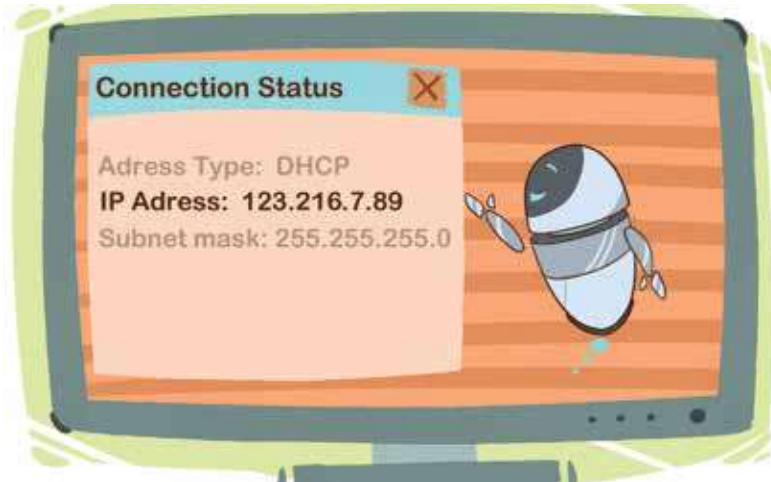 Connection Status
Adress Type: DHCP
IP Adress: 123.216.7.89
Subnet mask: 255.255.255.0